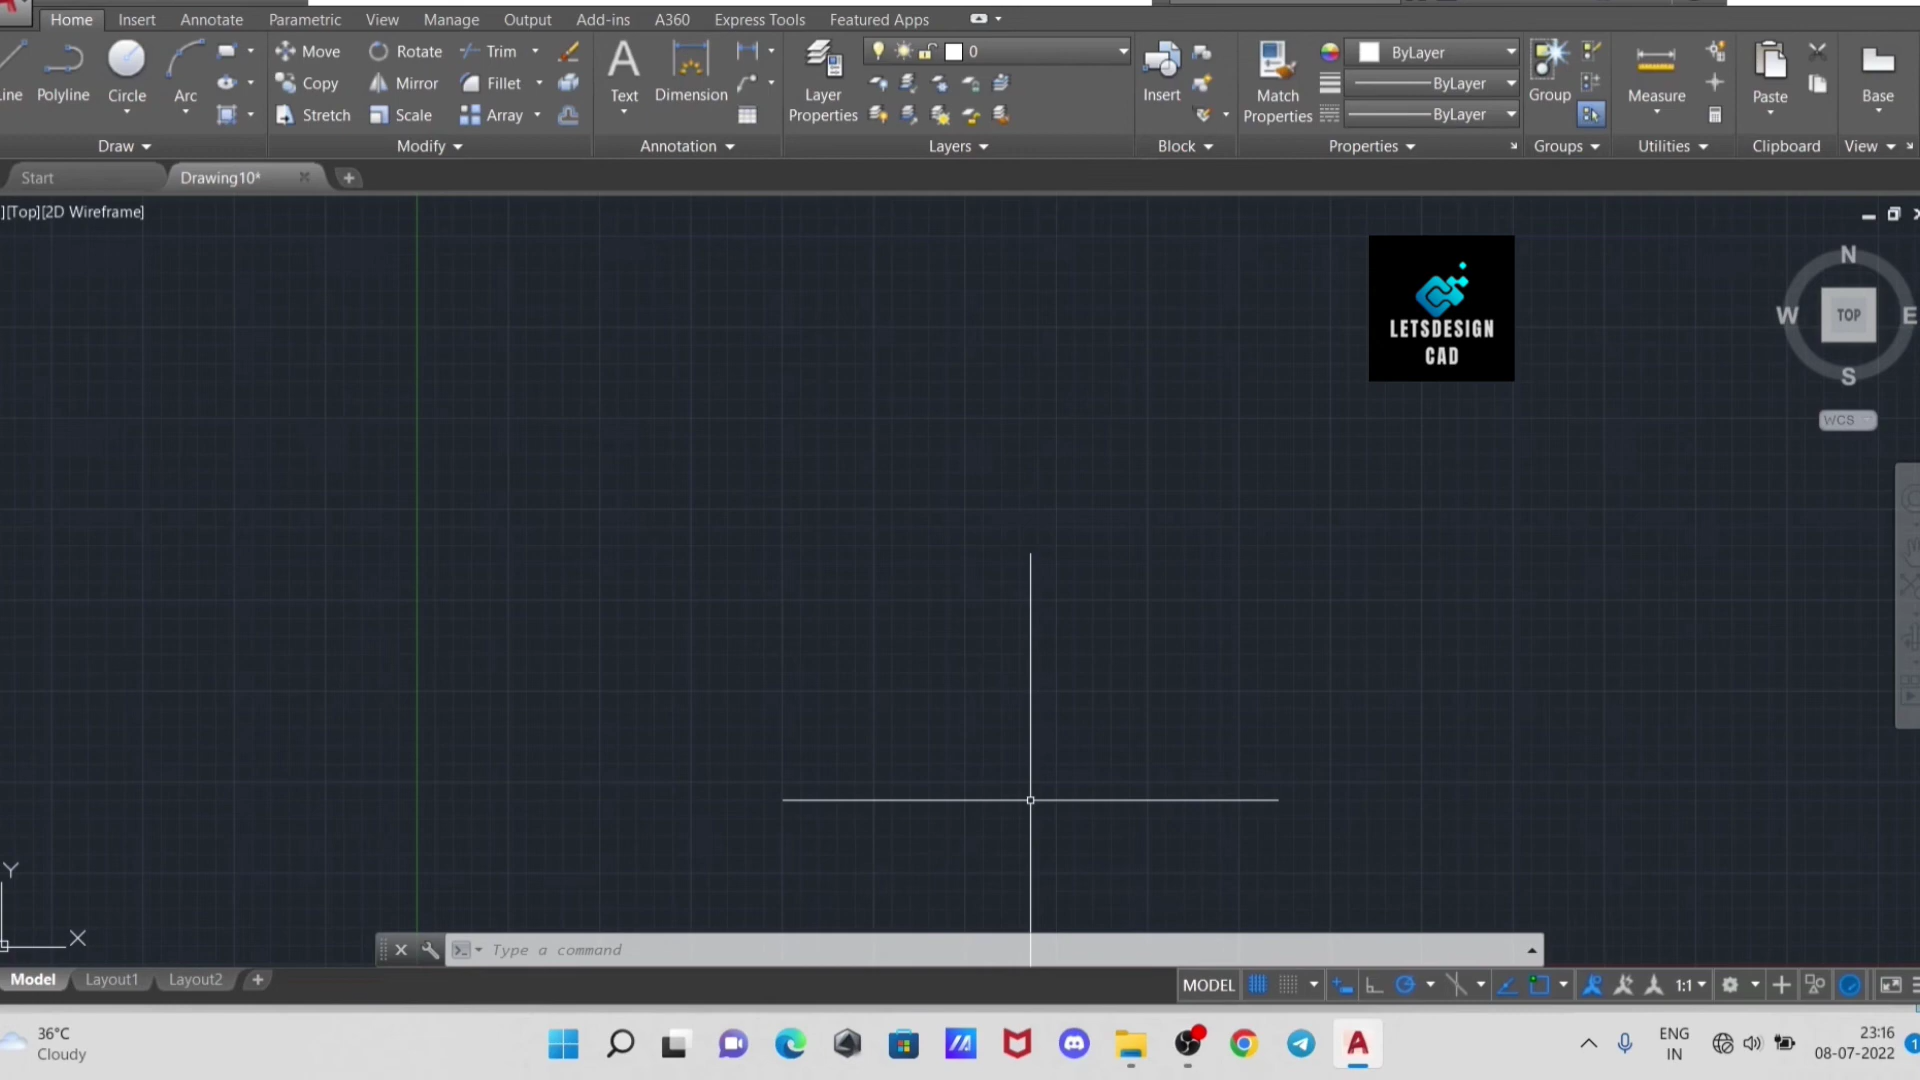 Home Insert Annotate Parametric View Manage Output Add-ins A360 Express Tools Featured Apps
Move Rotate Trim 0 ByLayer
Line Polyline Circle Arc Copy Mirror Fillet Text Dimension Layer Properties Insert Match Properties ByLayer Group Measure Paste Base
Stretch Scale Array ByLayer
Draw Modify Annotation Layers Block Properties Groups Utilities Clipboard View
Start Drawing10*
][Top][2D Wireframe]
N
W TOP E
S
WCS
LETSDESIGN
CAD
Y
X
Type a command
Model Layout1 Layout2 MODEL 1:1
36°C
Cloudy
ENG
IN
23:16
08-07-2022
1